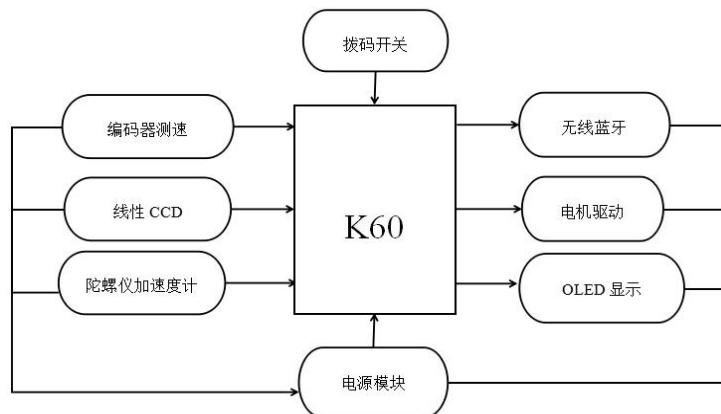 拨码开关
编码器测速
无线蓝牙
线性 CCD
K60
电机驱动
陀螺仪加速度计
OLED 显示
电源模块